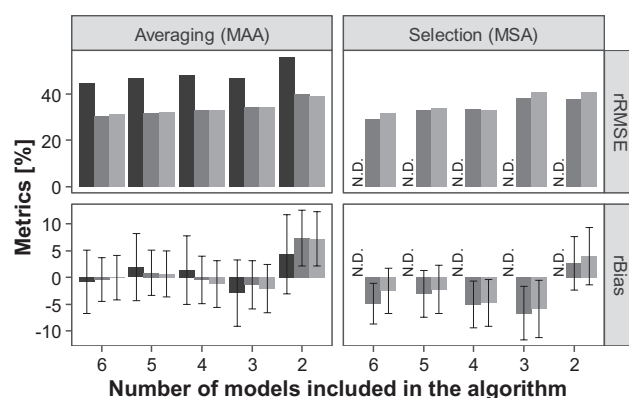 Averaging (MAA)
Selection (MSA)
Metrics [%]
40
20
0
N.D.
N.D.
N.D.
N.D.
N.D.
rRMSE
10
5
0
-5
-10
N.D.
N.D.
N.D.
N.D.
N.D.
rBias
6 5 4 3 2
6 5 4 3 2
Number of models included in the algorithm